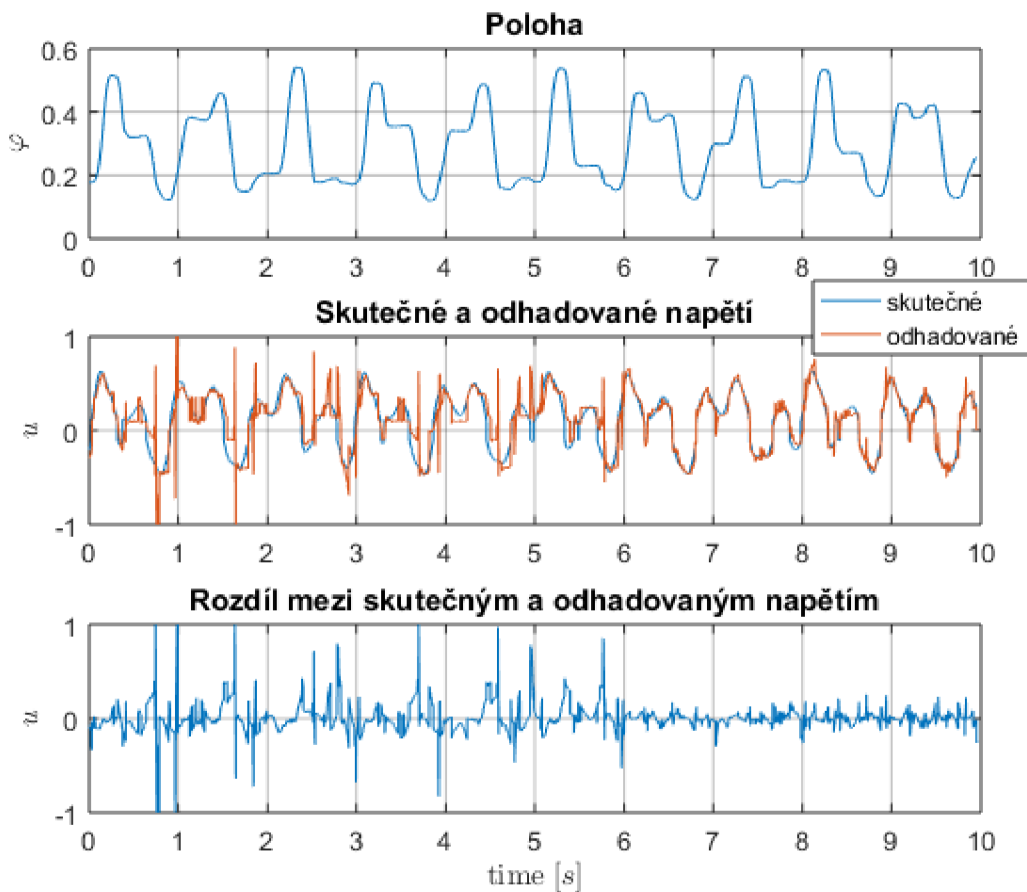 Poloha
0.6
0.4
φ
0.2
0
0 1 2 3 4 5 6 7 8 9 10
Skutečné a odhadované napětí
skutečné
odhadované
1
u
0
-1
0 1 2 3 4 5 6 7 8 9 10
Rozdíl mezi skutečným a odhadovaným napětím
1
u
0
-1
0 1 2 3 4 5 6 7 8 9 10
time [s]